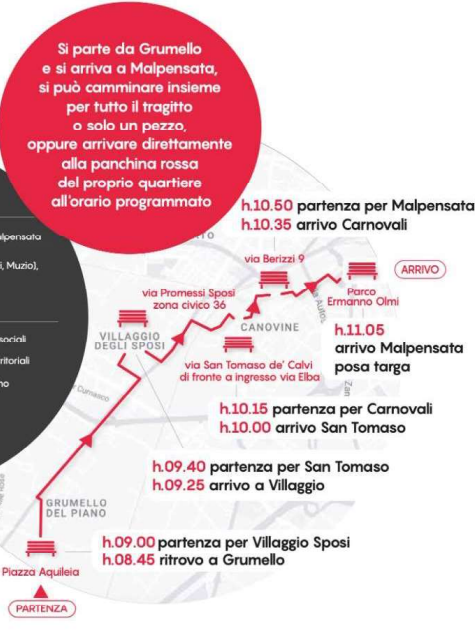 Si parte da Grumello
e si arriva a Malpensata,
si può camminare insieme
per tutto il tragitto
o solo un pezzo,
oppure arrivare direttamente
alla panchina rossa
del proprio quartiere
all'orario programmato
h.10.50 partenza per Malpensata
h.10.35 arrivo Carnovali
via Berizzi 9
ARRIVO
Parco
Ermanno Olmi
via Promessi Sposi
zona civico 36
CANOVINE
VILLAGGIO
DEGLI SPOSI
h.11.05
arrivo Malpensata
posa targa
via San Tomaso de' Calvi
di fronte a ingresso via Elba
h.10.15 partenza per Carnovali
h.10.00 arrivo San Tomaso
h.09.40 partenza per San Tomaso
h.09.25 arrivo a Villaggio
GRUMELLO
DEL PIANO
h.09.00 partenza per Villaggio Sposi
h.08.45 ritrovo a Grumello
Piazza Aquileia
PARTENZA